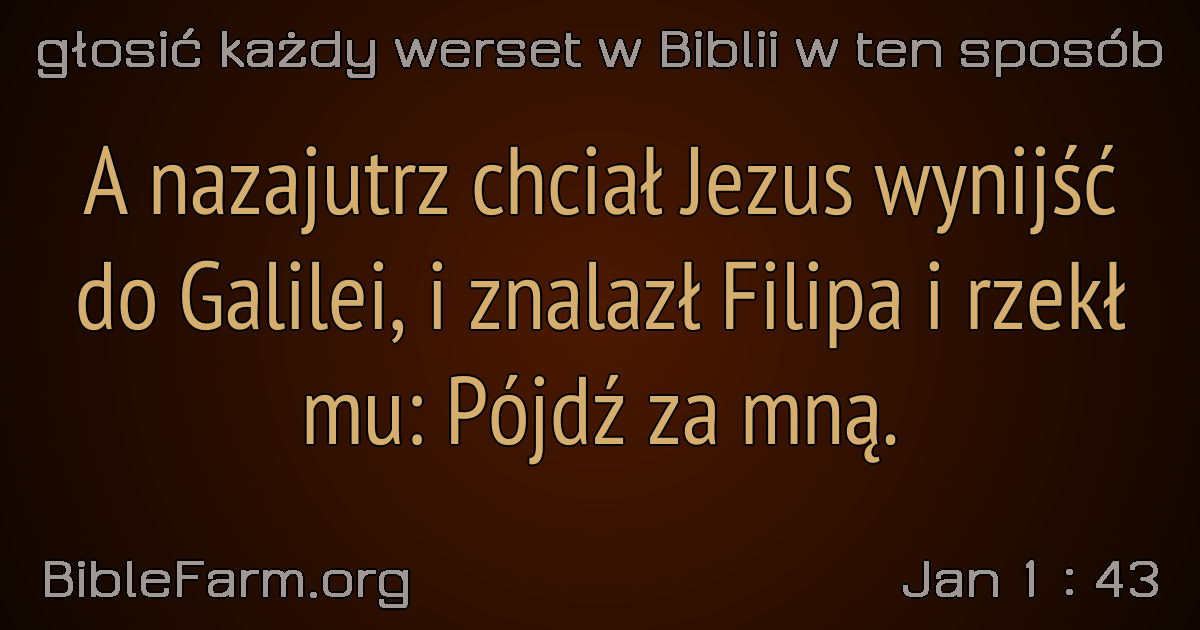 głosić każdy werset w Biblii w ten sposób
A nazajutrz chciał Jezus wynijść
do Galilei, i znalazł Filipa i rzekł
mu: Pójdź za mną.
BibleFarm.org
Jan 1 : 43